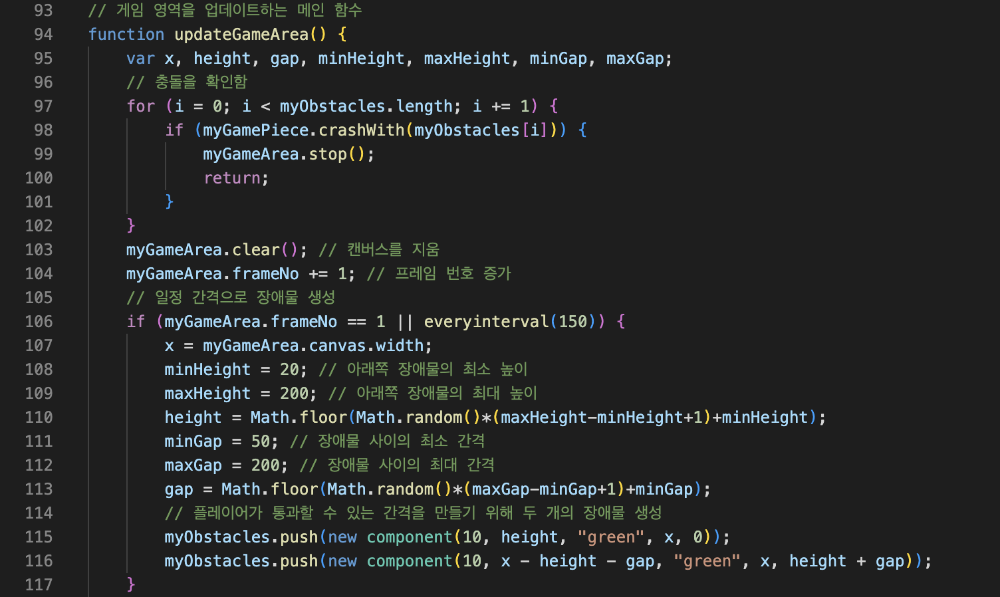 93 // 게임 영역을 업데이트하는 메인 함수
94 function updateGameArea() {
95 var x, height, gap, minHeight, maxHeight, minGap, maxGap;
96 // 충돌을 확인함
97 for (i = 0; i < myObstacles.length; i += 1) {
98 if (myGamePiece.crashWith(myObstacles[i])) {
99 myGameArea.stop();
100 return;
101 }
102 }
103 myGameArea.clear(); // 캔버스를 지움
104 myGameArea.frameNo += 1; // 프레임 번호 증가
105 // 일정 간격으로 장애물 생성
106 if (myGameArea.frameNo == 1 || everyinterval(150)) {
107 x = myGameArea.canvas.width;
108 minHeight = 20; // 아래쪽 장애물의 최소 높이
109 maxHeight = 200; // 아래쪽 장애물의 최대 높이
110 height = Math.floor(Math.random()*(maxHeight-minHeight+1)+minHeight);
111 minGap = 50; // 장애물 사이의 최소 간격
112 maxGap = 200; // 장애물 사이의 최대 간격
113 gap = Math.floor(Math.random()*(maxGap-minGap+1)+minGap);
114 // 플레이어가 통과할 수 있는 간격을 만들기 위해 두 개의 장애물 생성
115 myObstacles.push(new component(10, height, "green", x, 0));
116 myObstacles.push(new component(10, x - height - gap, "green", x, height + gap));
117 }